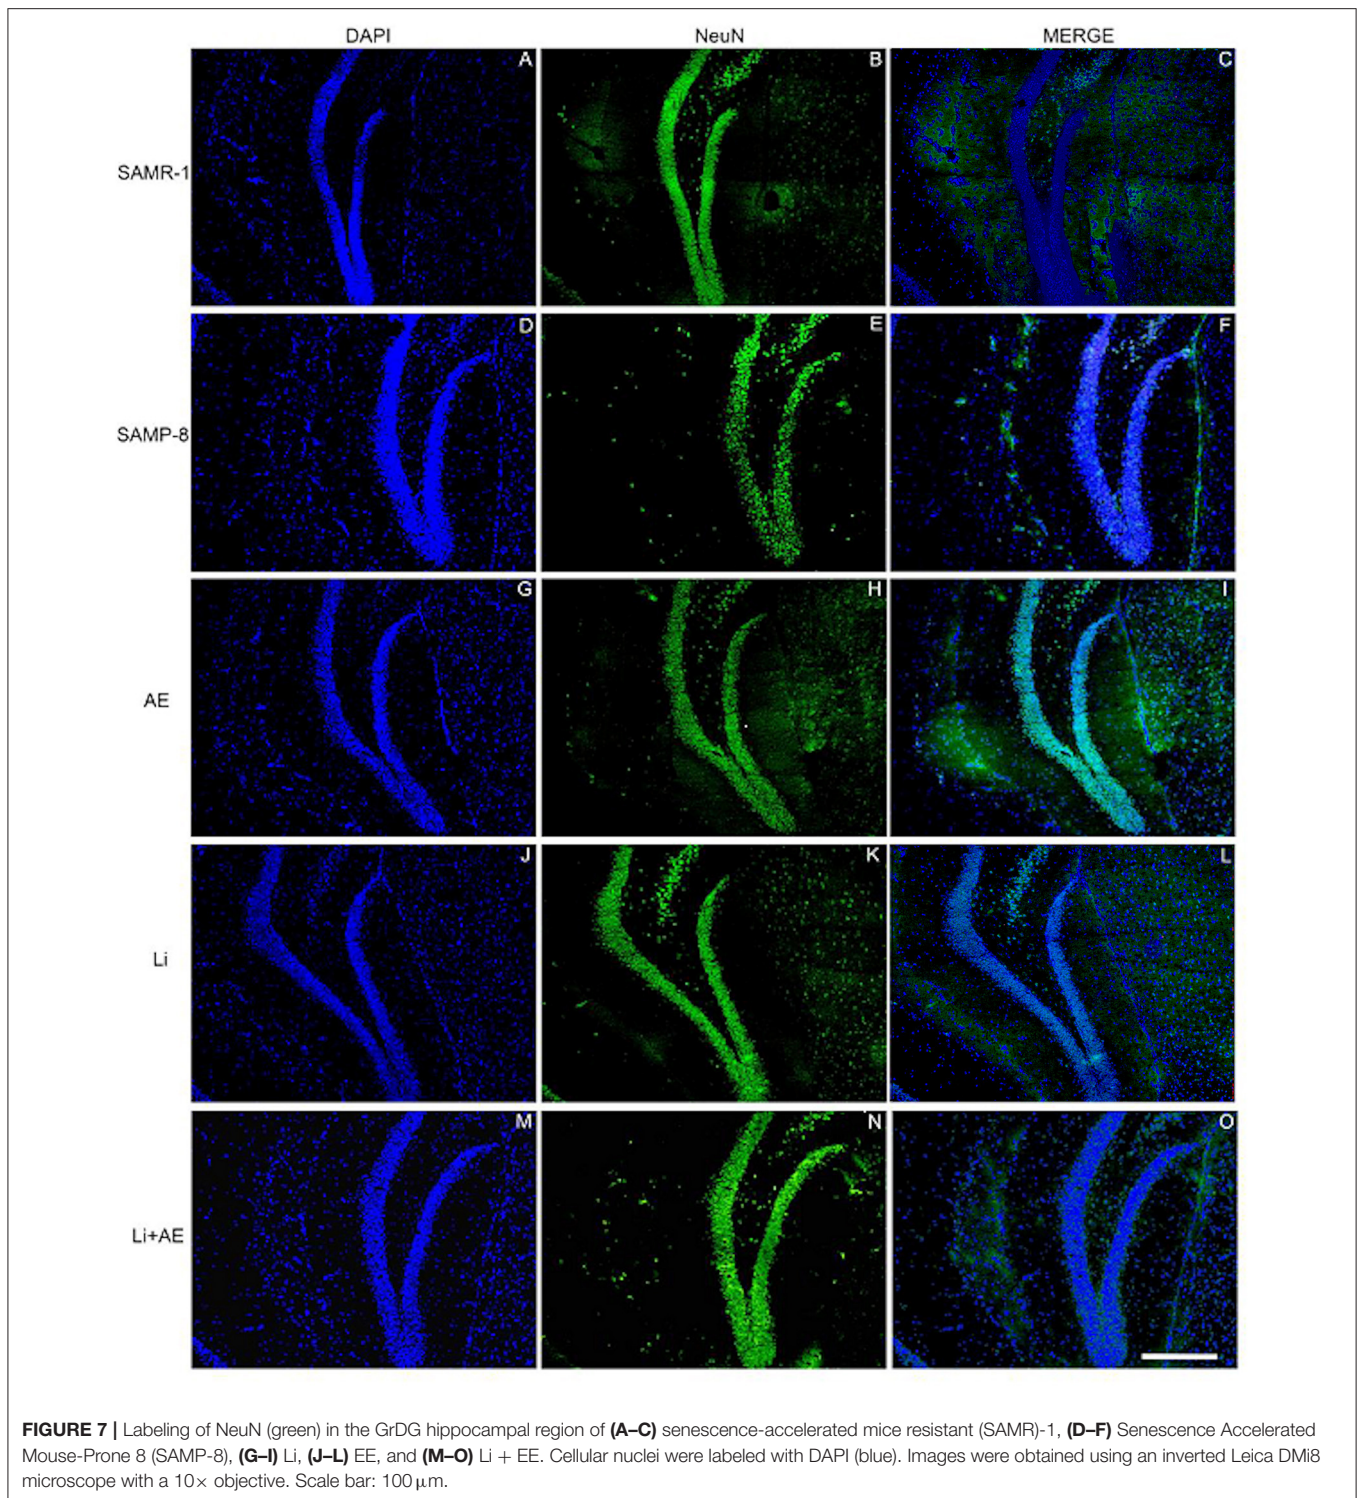 DAPI NeuN MERGE
A B C
SAMR-1
D E F
SAMP-8
G H I
AE
J K L
Li
M N O
Li+AE
FIGURE 7 | Labeling of NeuN (green) in the GrDG hippocampal region of (A–C) senescence-accelerated mice resistant (SAMR)-1, (D–F) Senescence Accelerated
Mouse-Prone 8 (SAMP-8), (G–I) Li, (J–L) EE, and (M–O) Li + EE. Cellular nuclei were labeled with DAPI (blue). Images were obtained using an inverted Leica DMi8
microscope with a 10× objective. Scale bar: 100 μm.